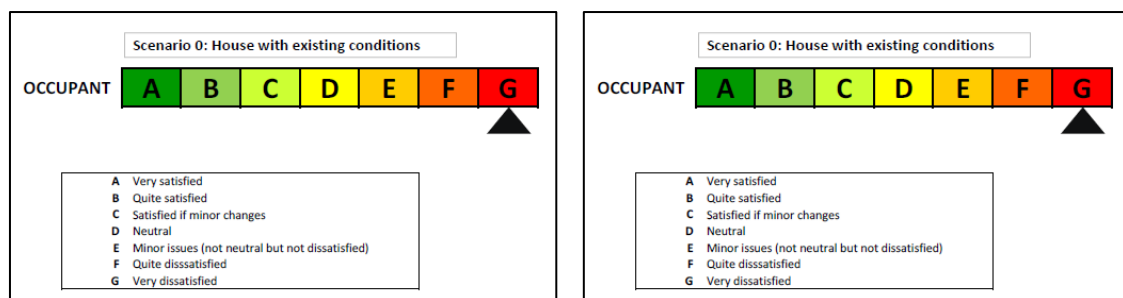 Scenario 0: House with existing conditions
OCCUPANT A B C D E F G
A Very satisfied
B Quite satisfied
C Satisfied if minor changes
D Neutral
E Minor issues (not neutral but not dissatisfied)
F Quite disssatisfied
G Very dissatisfied
Scenario 0: House with existing conditions
OCCUPANT A B C D E F G
A Very satisfied
B Quite satisfied
C Satisfied if minor changes
D Neutral
E Minor issues (not neutral but not dissatisfied)
F Quite disssatisfied
G Very dissatisfied